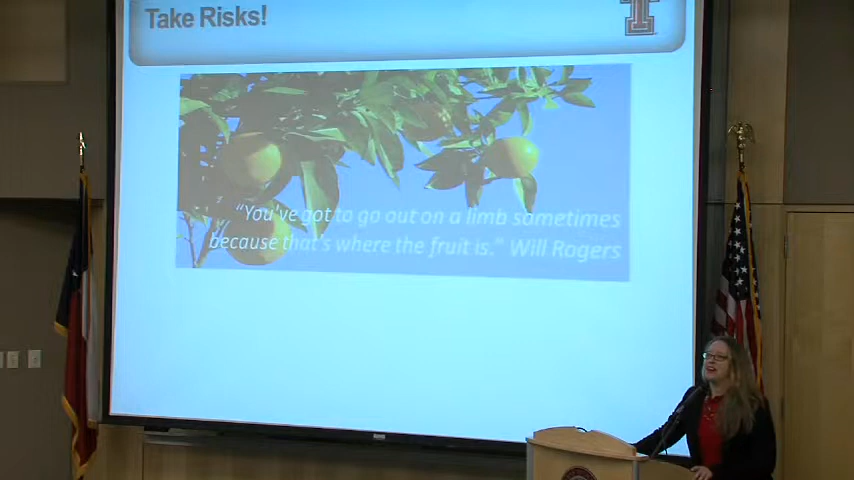 Take Risks!
"You've got to go out on a limb sometimes
because that's where the fruit is." Will Rogers